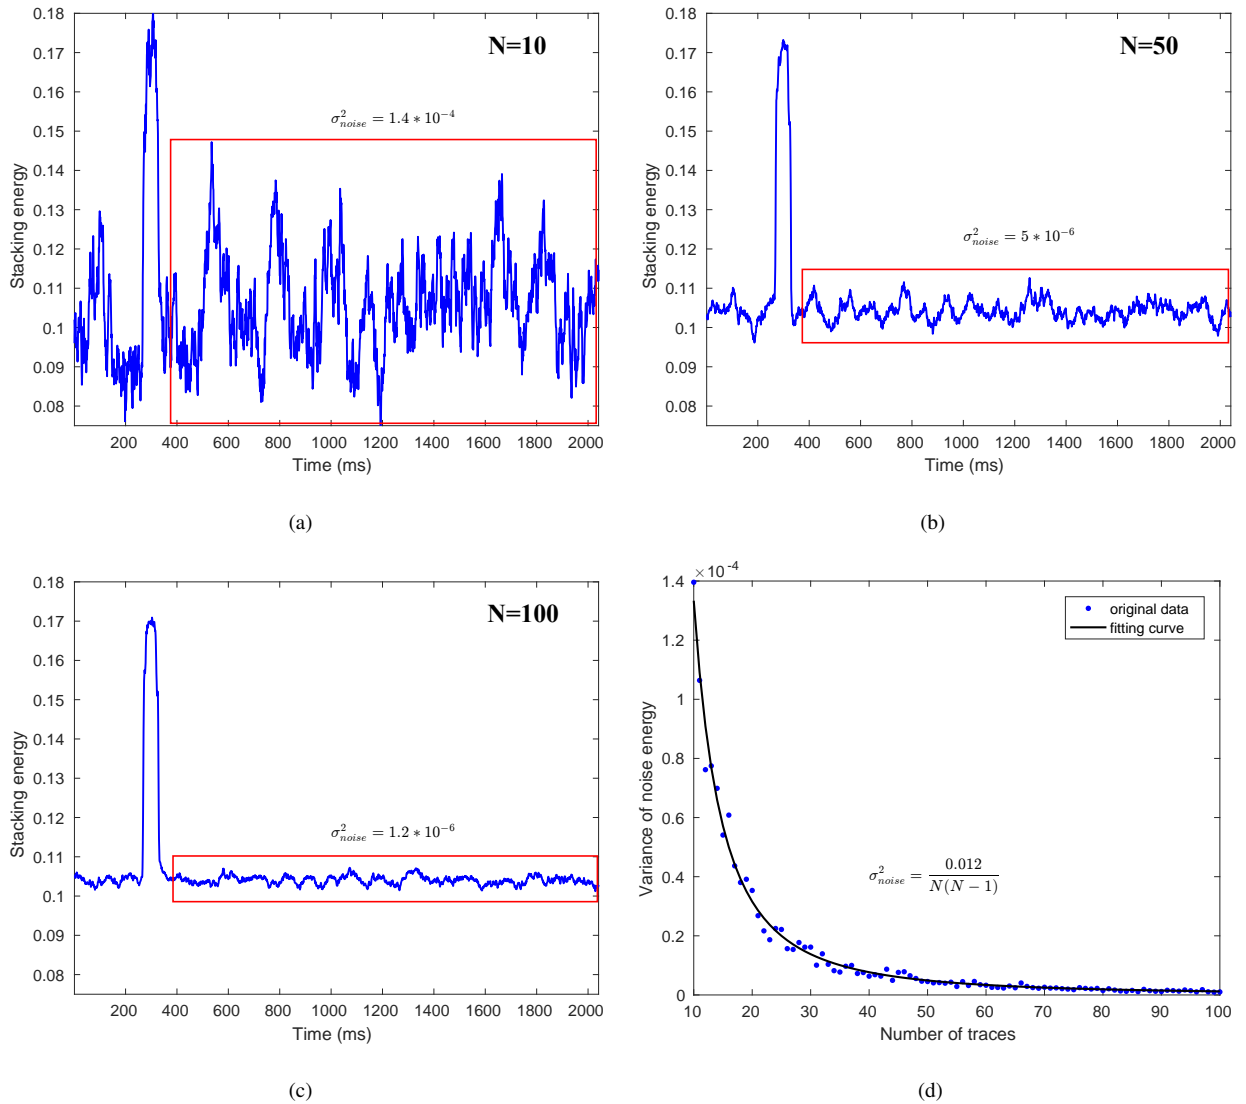 0.18
0.17
0.16
0.15
0.14
0.13
0.12
0.11
0.1
0.09
0.08
Stacking energy
N=10
σ²noise = 1.4 * 10⁻⁴
200 400 600 800 1000 1200 1400 1600 1800 2000
Time (ms)
(a)
0.18
0.17
0.16
0.15
0.14
0.13
0.12
0.11
0.1
0.09
0.08
Stacking energy
N=50
σ²noise = 5 * 10⁻⁶
200 400 600 800 1000 1200 1400 1600 1800 2000
Time (ms)
(b)
0.18
0.17
0.16
0.15
0.14
0.13
0.12
0.11
0.1
0.09
0.08
Stacking energy
N=100
σ²noise = 1.2 * 10⁻⁶
200 400 600 800 1000 1200 1400 1600 1800 2000
Time (ms)
(c)
×10⁻⁴
1.4
1.2
1
0.8
0.6
0.4
0.2
0
Variance of noise energy
original data
fitting curve
σ²noise = 0.012 / N(N − 1)
10 20 30 40 50 60 70 80 90 100
Number of traces
(d)